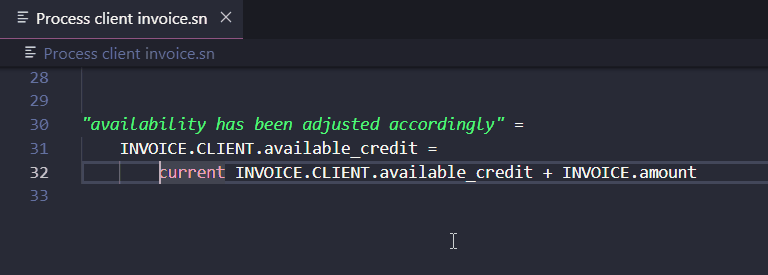 Process client invoice.sn
Process client invoice.sn
28
29
30 "availability has been adjusted accordingly" =
31 INVOICE.CLIENT.available_credit =
32 current INVOICE.CLIENT.available_credit + INVOICE.amount
33